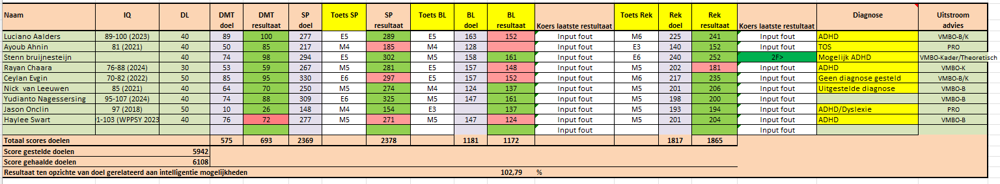 Naam IQ DL DMT doel DMT resultaat SP doel Toets SP SP resultaat Toets BL BL doel BL resultaat Koers laatste restultaat Toets Rek Rek doel Rek resultaat Koers laatste restultaat Diagnose Uitstroom advies
Luciano Aalders 89-100 (2023) 40 89 100 277 E5 289 E5 163 152 Input fout M6 225 241 Input fout ADHD VMBO-B/K
Ayoub Ahnin 81 (2021) 40 50 85 217 M4 185 M4 128 Input fout E3 140 152 Input fout TOS PRO
Stenn bruijnesteijn 40 74 98 294 E5 302 M5 158 161 Input fout E6 240 252 2F> Mogelijk ADHD VMBO-Kader/Theoretisch
Rayan Chaara 76-88 (2024) 30 53 59 267 M5 281 E5 157 148 Input fout M5 202 181 Input fout ADHD VMBO-K
Ceylan Evgin 70-82 (2022) 50 85 95 330 E6 297 E5 157 152 Input fout M6 217 235 Input fout Geen diagnose gesteld VMBO-B/K
Nick van Leeuwen 85 (2021) 40 64 70 250 M5 274 M4 124 137 Input fout M5 201 206 Input fout Uitgestelde diagnose VMBO-B
Yudianto Nagessersing 95-107 (2024) 40 74 88 309 E6 325 M5 147 161 Input fout M5 198 200 Input fout VMBO-B
Jason Onclin 97 (2018) 50 10 26 148 M4 154 E3 137 Input fout M5 193 194 Input fout ADHD/Dyslexie PRO
Haylee Swart 1-103 (WPPSY 2023 40 76 72 277 M5 271 M5 147 124 Input fout M5 201 204 Input fout ADHD VMBO-B
Input fout Input fout
Totaal scores doelen 575 693 2369 2378 1181 1172 1817 1865
Score gestelde doelen 5942
Score gehaalde doelen 6108
Resultaat ten opzichte van doel gerelateerd aan intelligentie mogelijkheden 102,79 %